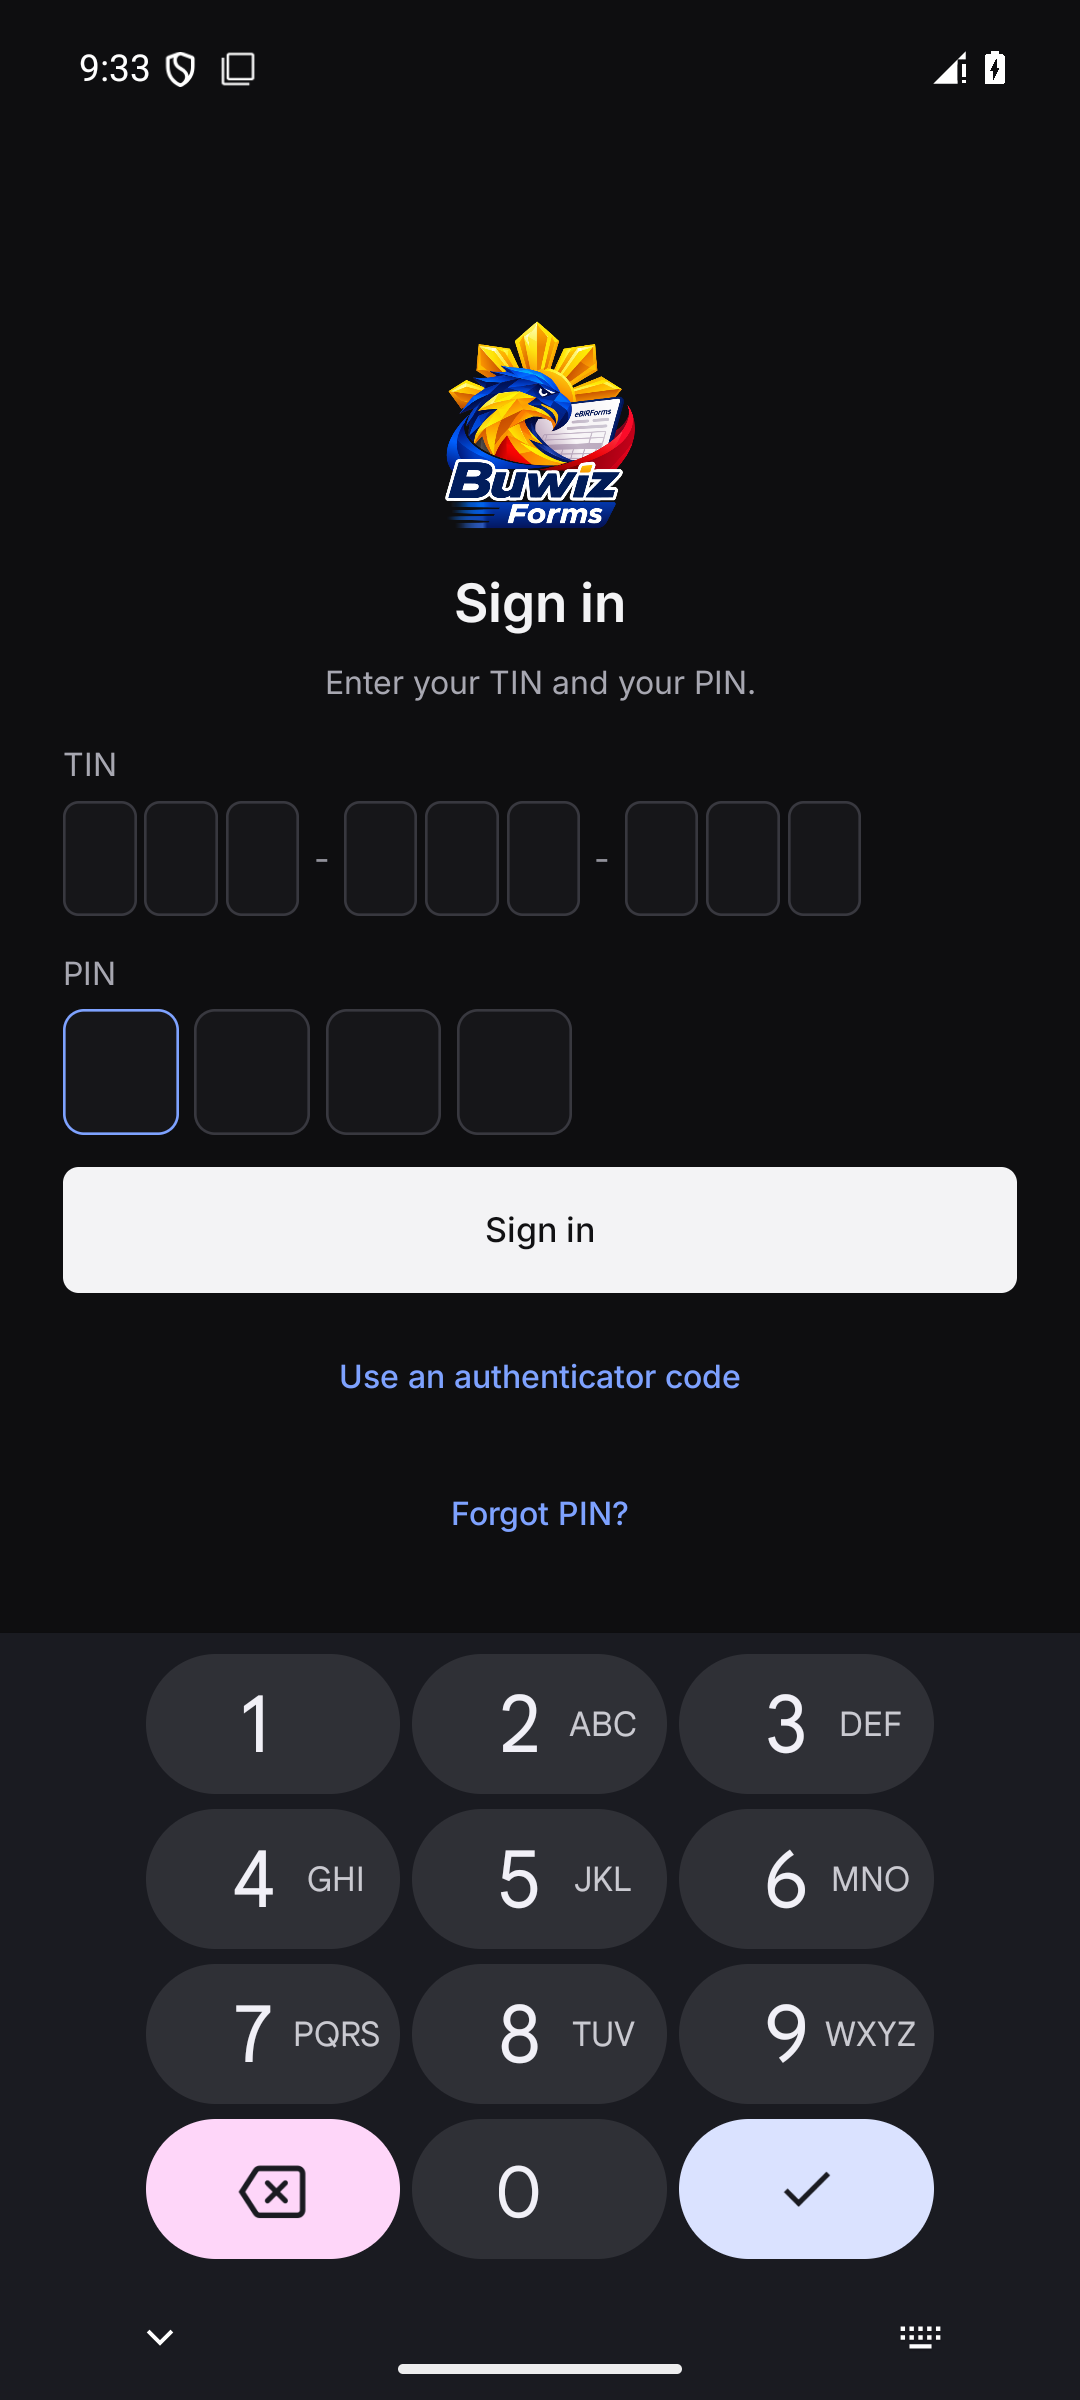 9:33
eBIRForms
Buwiz
Forms
Sign in
Enter your TIN and your PIN.
TIN
- -
PIN
Sign in
Use an authenticator code
Forgot PIN?
1 2 ABC 3 DEF
4 GHI 5 JKL 6 MNO
7 PQRS 8 TUV 9 WXYZ
0